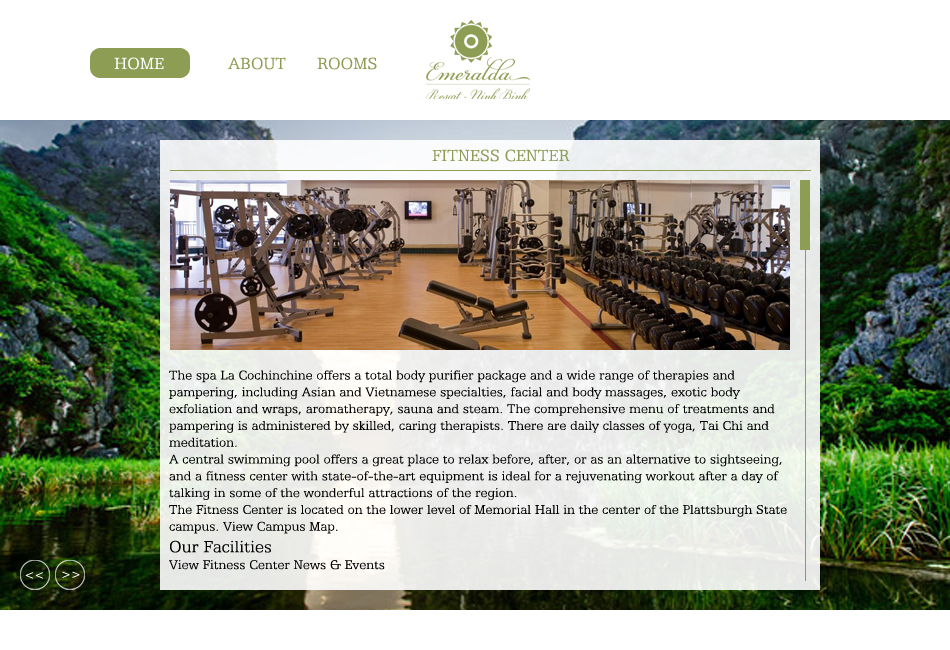 HOME
ABOUT
ROOMS
Emeralda
Resort - Ninh Binh
FITNESS CENTER
The spa La Cochinchine offers a total body purifier package and a wide range of therapies and
pampering, including Asian and Vietnamese specialties, facial and body massages, exotic body
exfoliation and wraps, aromatherapy, sauna and steam. The comprehensive menu of treatments and
pampering is administered by skilled, caring therapists. There are daily classes of yoga, Tai Chi and
meditation.
A central swimming pool offers a great place to relax before, after, or as an alternative to sightseeing,
and a fitness center with state-of-the-art equipment is ideal for a rejuvenating workout after a day of
talking in some of the wonderful attractions of the region.
The Fitness Center is located on the lower level of Memorial Hall in the center of the Plattsburgh State
campus. View Campus Map.
Our Facilities
View Fitness Center News & Events
<< >>